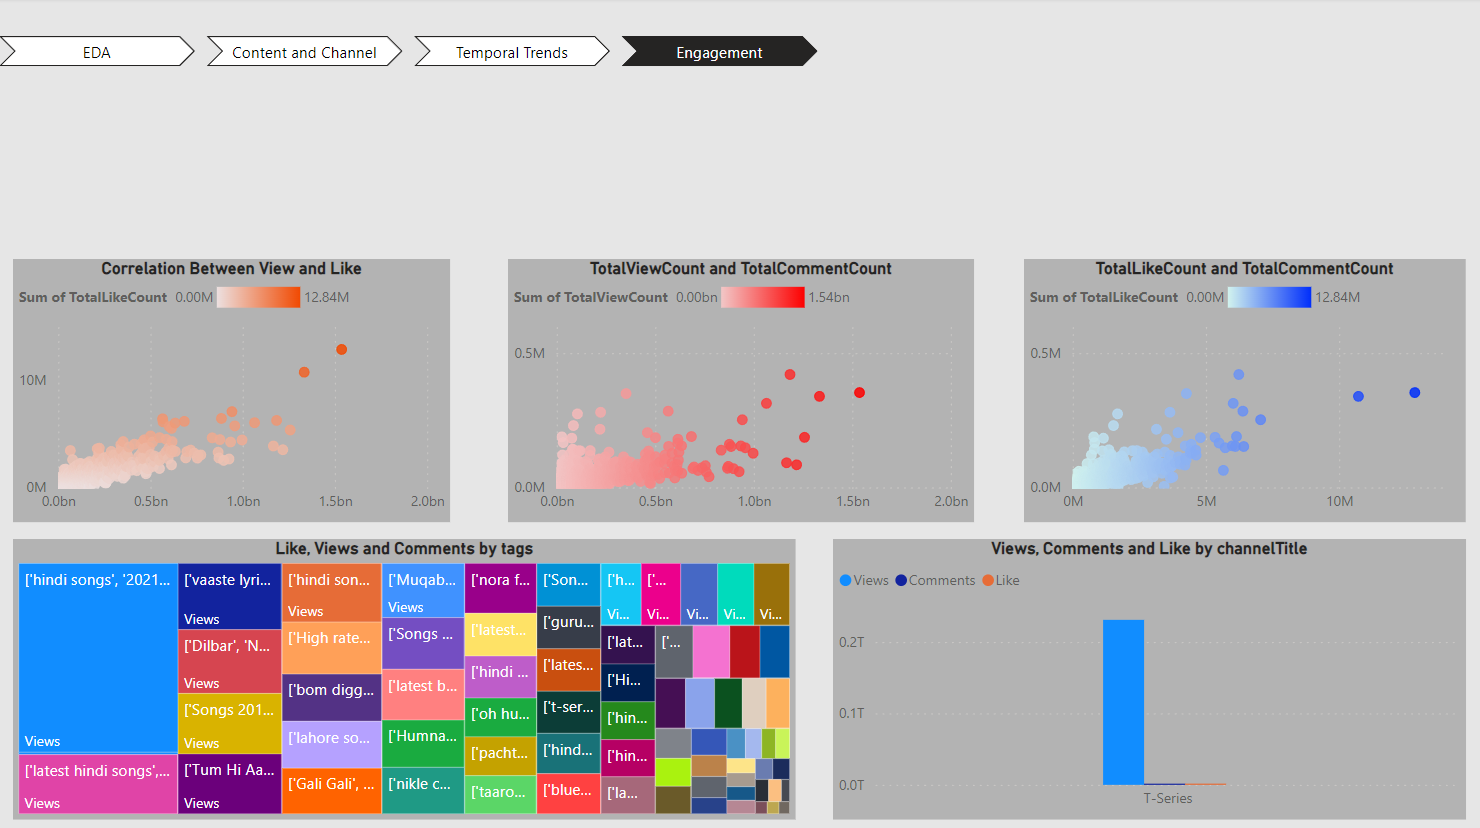 EDA
Content and Channel
Temporal Trends
Engagement
Correlation Between View and Like
Sum of TotalLikeCount 0.00M 12.84M
10M
0M
0.0bn 0.5bn 1.0bn 1.5bn 2.0bn
TotalViewCount and TotalCommentCount
Sum of TotalViewCount 0.00bn 1.54bn
0.5M
0.0M
0.0bn 0.5bn 1.0bn 1.5bn 2.0bn
TotalLikeCount and TotalCommentCount
Sum of TotalLikeCount 0.00M 12.84M
0.5M
0.0M
0M 5M 10M
Like, Views and Comments by tags
['hindi songs', '2021...
Views
['latest hindi songs',...
Views
['vaaste lyri...
Views
['Dilbar', 'N...
Views
['Songs 201...
Views
['Tum Hi Aa...
Views
['hindi son...
Views
['High rate...
['bom digg...
['lahore so...
['Gali Gali', ...
['Muqab...
Views
['Songs ...
['latest b...
['Humna...
['nikle c...
['nora f...
['latest...
['hindi ...
['oh hu...
['pacht...
['taaro...
['Son...
['guru...
['lates...
['t-ser...
['hind...
['blue...
['h...
Vi...
['lat...
['Hi...
['hin...
['hin...
['la...
['...
Vi...
Vi...
Vi...
Vi...
['...
Views, Comments and Like by channelTitle
Views Comments Like
0.2T
0.1T
0.0T
T-Series